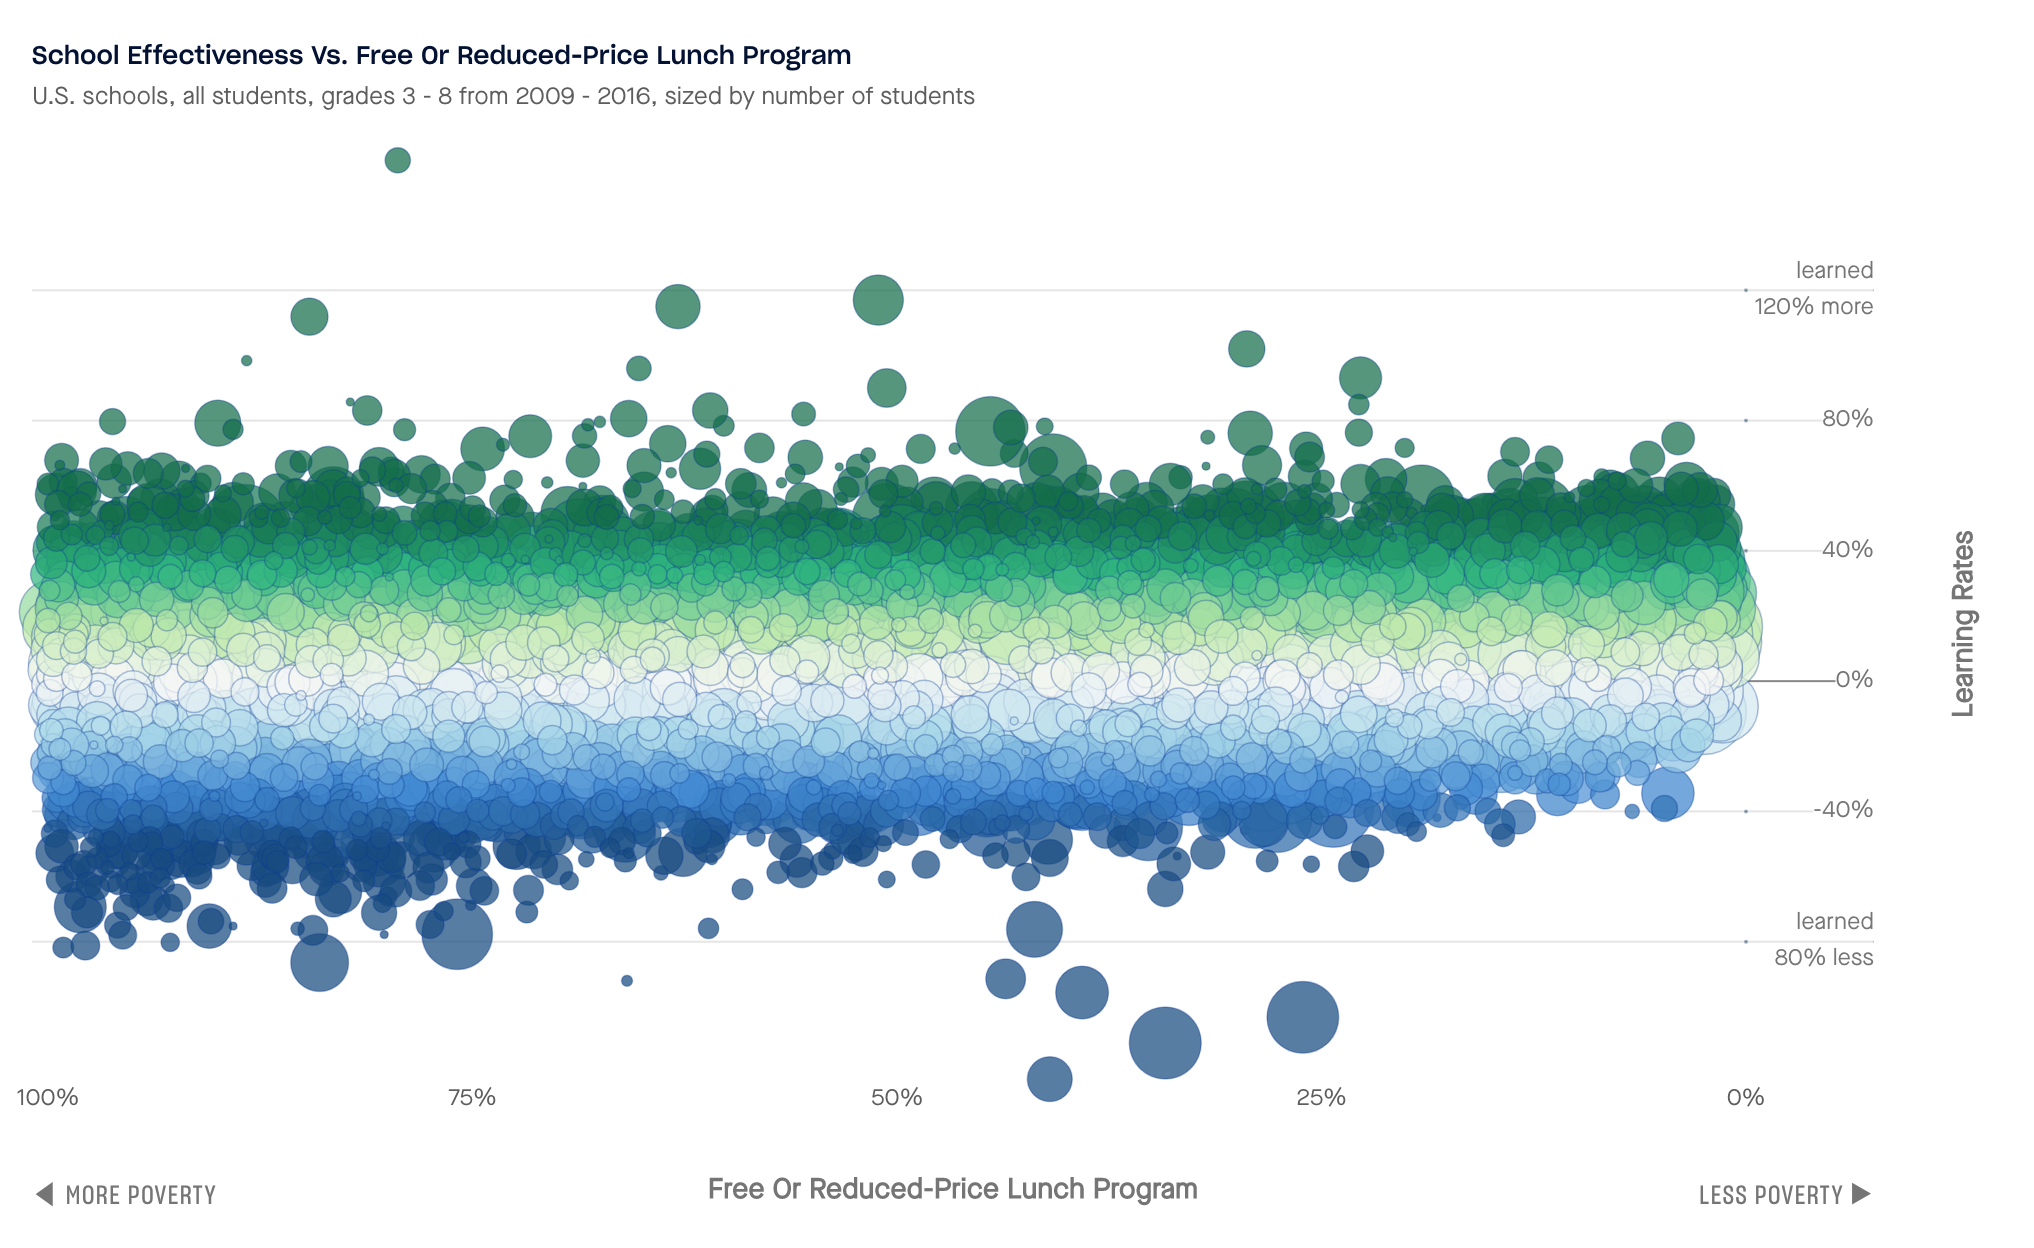 School Effectiveness Vs. Free Or Reduced-Price Lunch Program
U.S. schools, all students, grades 3 - 8 from 2009 - 2016, sized by number of students
learned
120% more
80%
40%
0%
-40%
learned
80% less
Learning Rates
100%
75%
50%
25%
0%
MORE POVERTY
Free Or Reduced-Price Lunch Program
LESS POVERTY